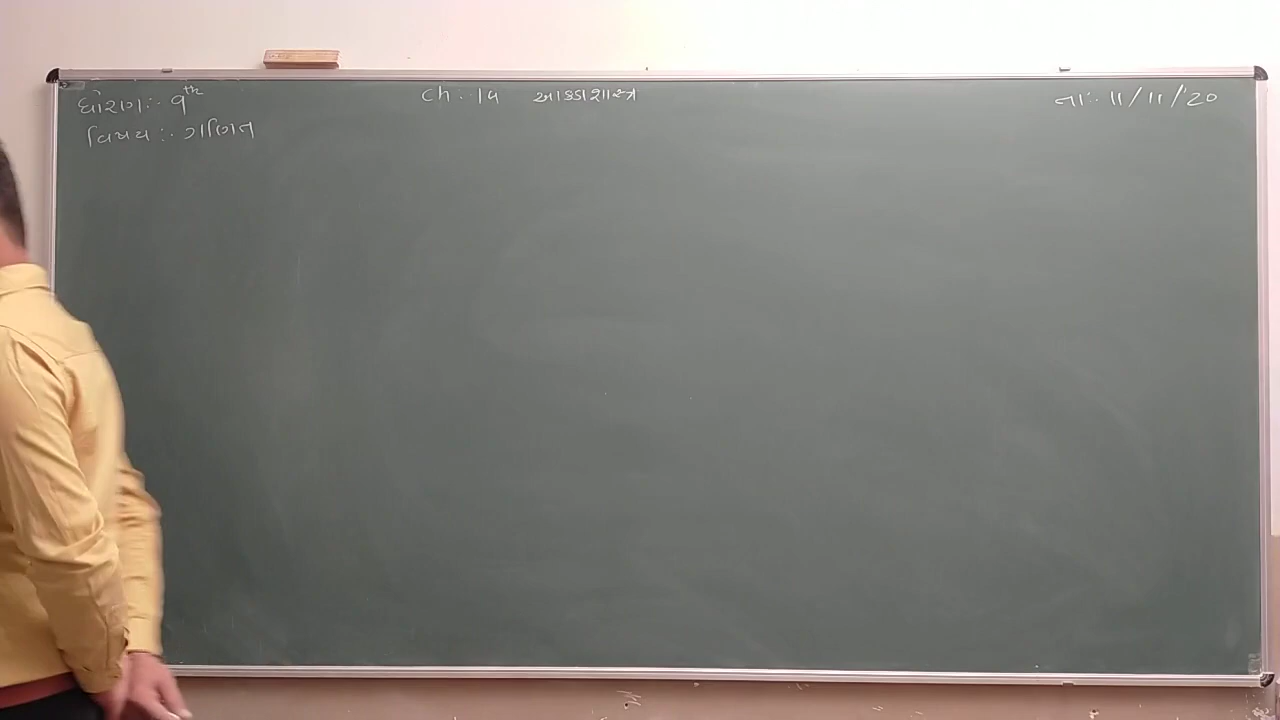 ધોરણ :- 9th
Ch. 14 આંકડાશાસ્ત્ર
તા :- 11/11/'20
વિષય :- ગણિત